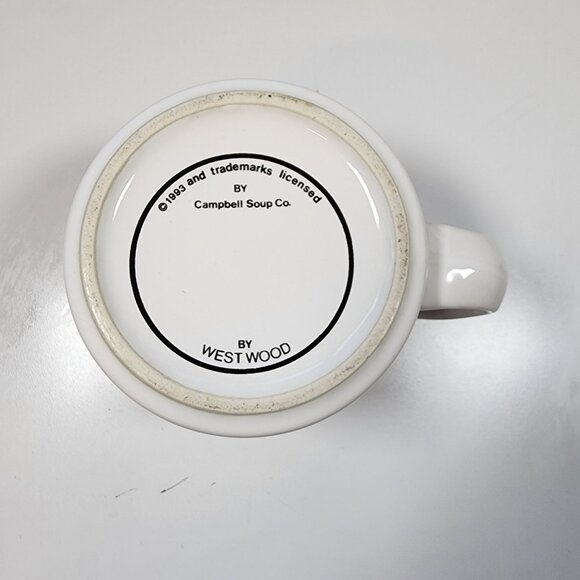 ©1993 and trademarks licensed
BY
Campbell Soup Co.
BY
WEST WOOD